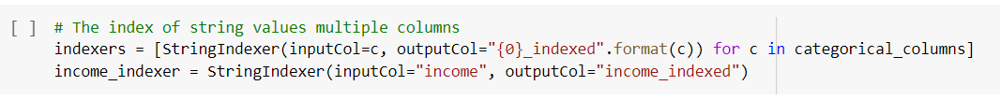 [ ] # The index of string values multiple columns
indexers = [StringIndexer(inputCol=c, outputCol="{0}_indexed".format(c)) for c in categorical_columns]
income_indexer = StringIndexer(inputCol="income", outputCol="income_indexed")